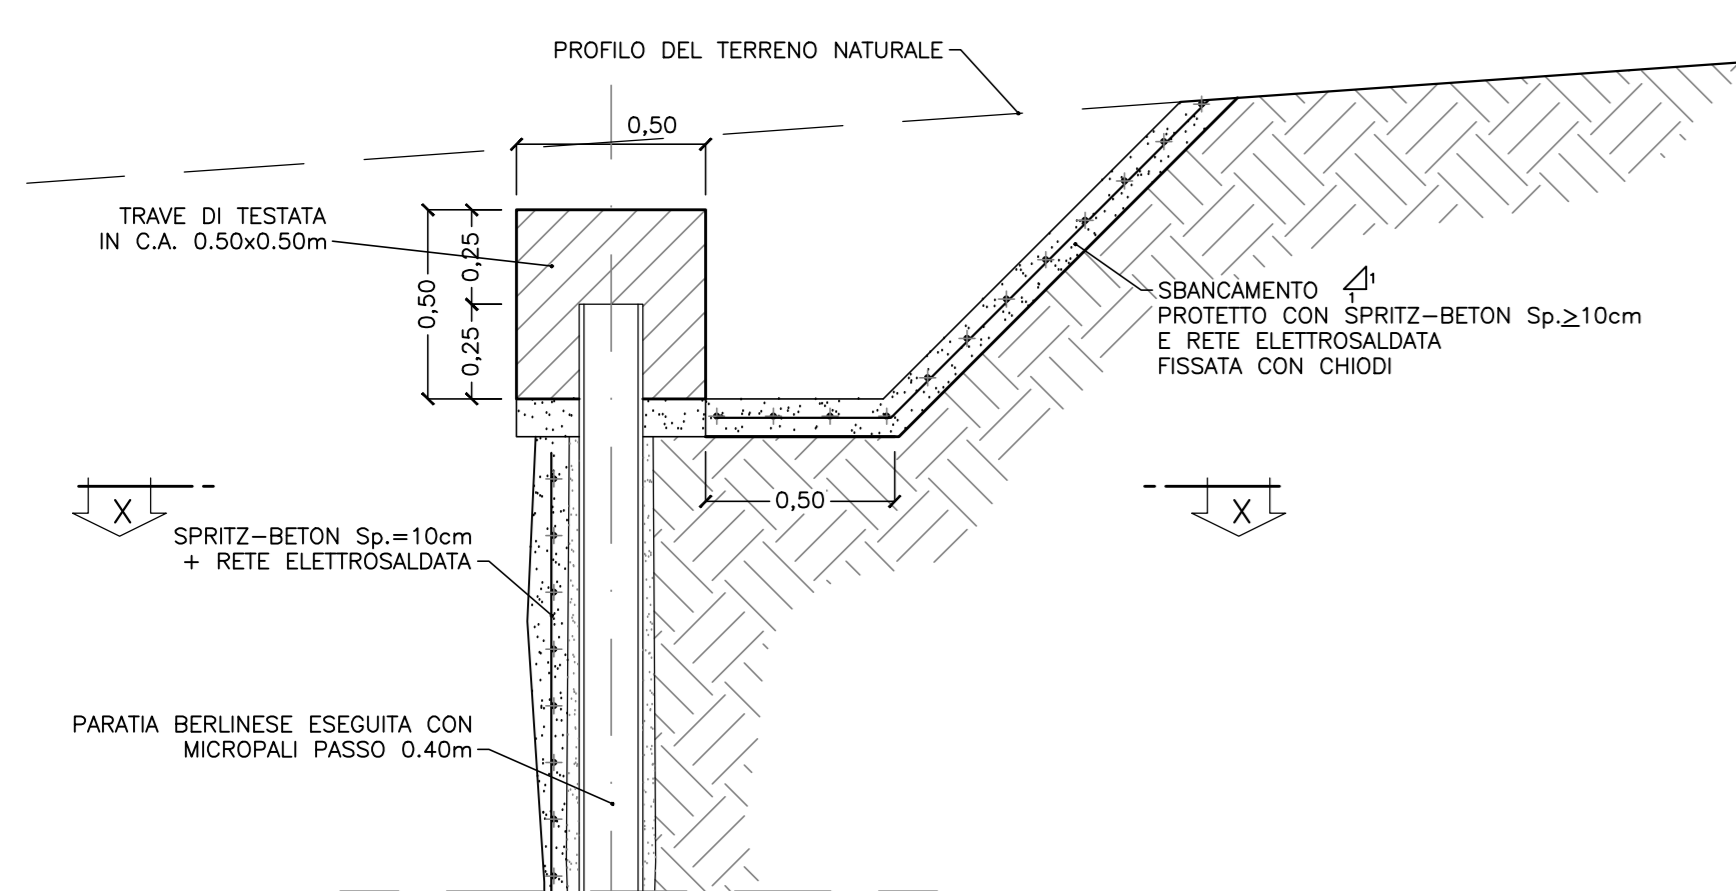 PROFILO DEL TERRENO NATURALE
0,50
TRAVE DI TESTATA
IN C.A. 0.50x0.50m
0,25
0,50
0,25
SBANCAMENTO 1 1
PROTETTO CON SPRITZ-BETON Sp.≥10cm
E RETE ELETTROSALDATA
FISSATA CON CHIODI
0,50
X
X
SPRITZ-BETON Sp.=10cm
+ RETE ELETTROSALDATA
PARATIA BERLINESE ESEGUITA CON
MICROPALI PASSO 0.40m